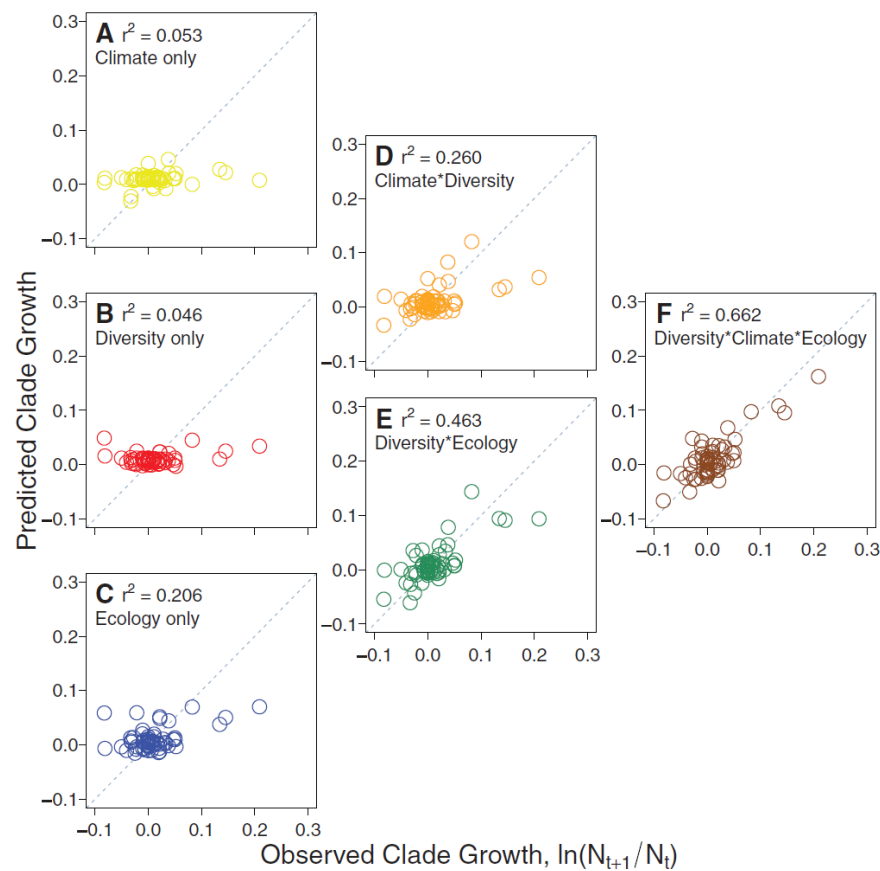 Predicted Clade Growth
A r² = 0.053
Climate only
0.3
0.2
0.1
0.0
−0.1
B r² = 0.046
Diversity only
0.3
0.2
0.1
0.0
−0.1
C r² = 0.206
Ecology only
0.3
0.2
0.1
0.0
−0.1
−0.1 0.0 0.1 0.2 0.3
D r² = 0.260
Climate*Diversity
0.3
0.2
0.1
0.0
−0.1
E r² = 0.463
Diversity*Ecology
0.3
0.2
0.1
0.0
−0.1
−0.1 0.0 0.1 0.2 0.3
F r² = 0.662
Diversity*Climate*Ecology
0.3
0.2
0.1
0.0
−0.1
−0.1 0.0 0.1 0.2 0.3
Observed Clade Growth, ln(Nₜ₊₁/Nₜ)